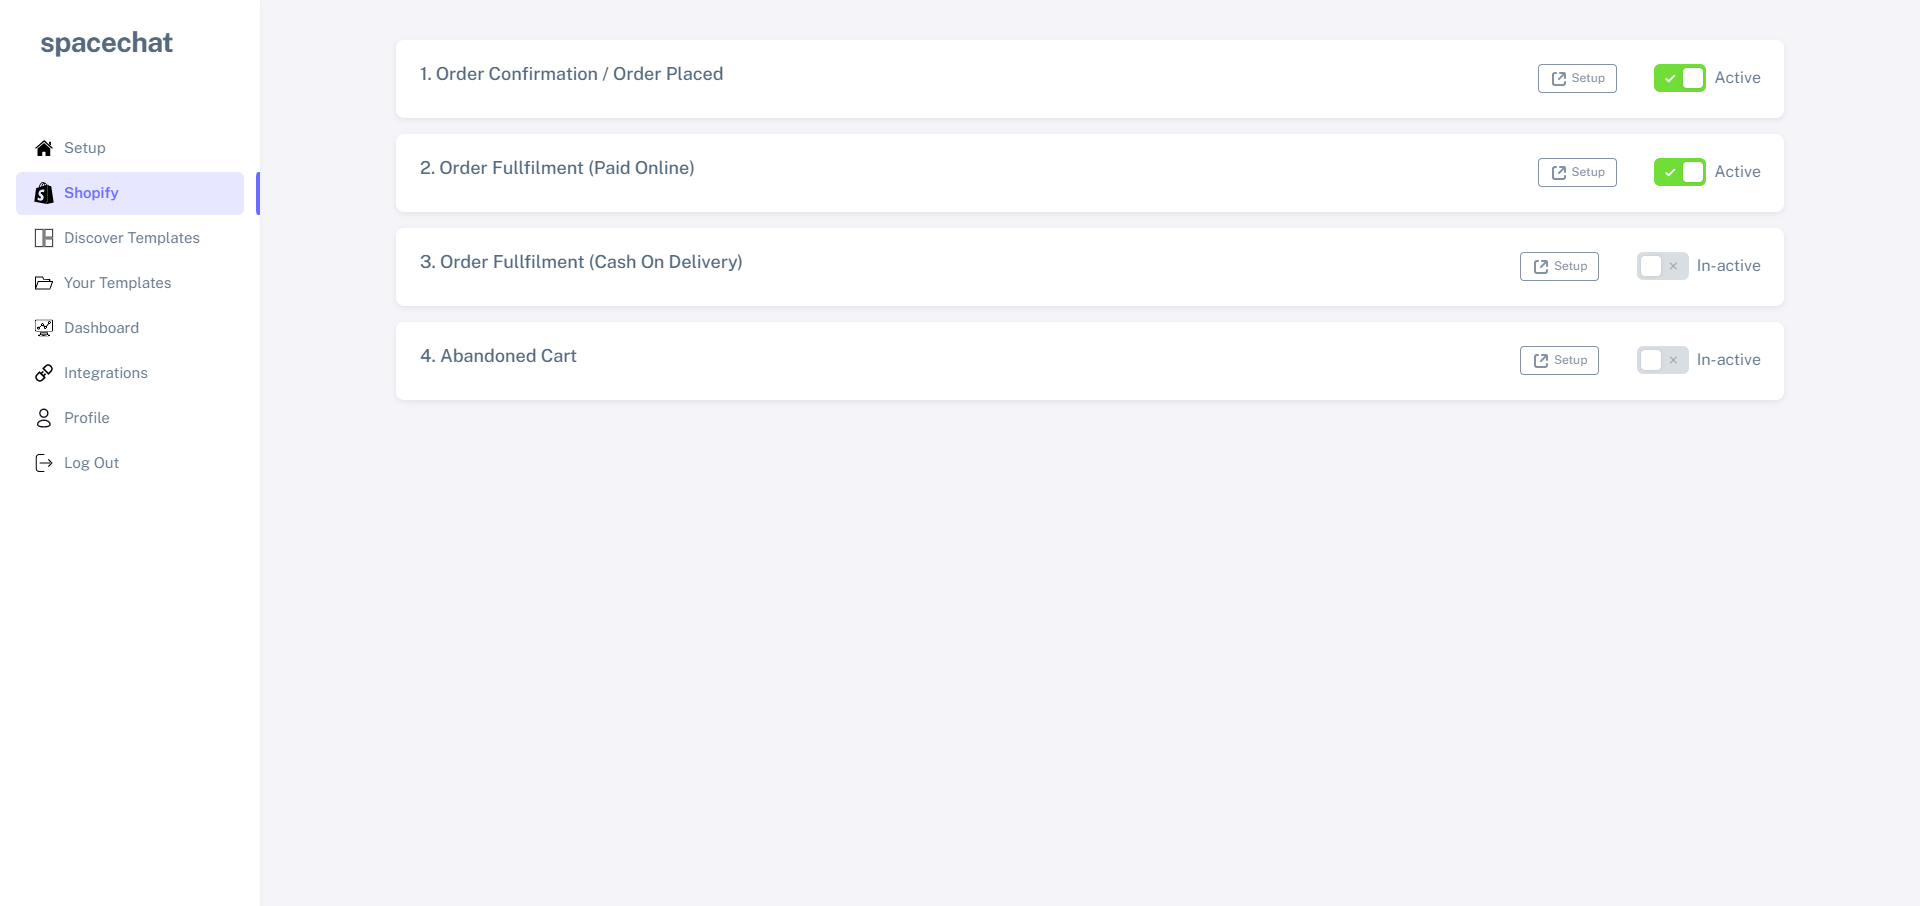 spacechat
Setup
Shopify
Discover Templates
Your Templates
Dashboard
Integrations
Profile
Log Out
1. Order Confirmation / Order Placed
Setup
Active
2. Order Fullfilment (Paid Online)
Setup
Active
3. Order Fullfilment (Cash On Delivery)
Setup
In-active
4. Abandoned Cart
Setup
In-active